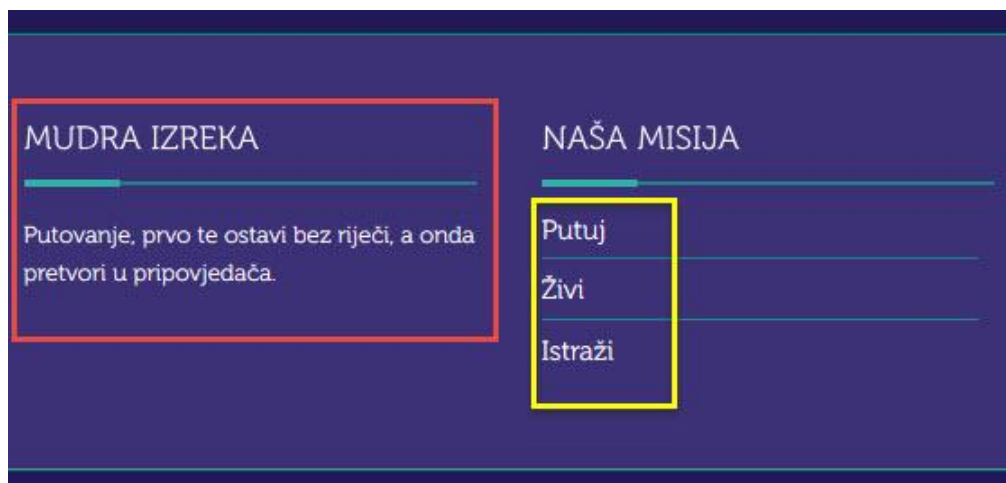 MUDRA IZREKA
Putovanje, prvo te ostavi bez riječi, a onda
pretvori u pripovjedača.
NAŠA MISIJA
Putuj
Živi
Istraži